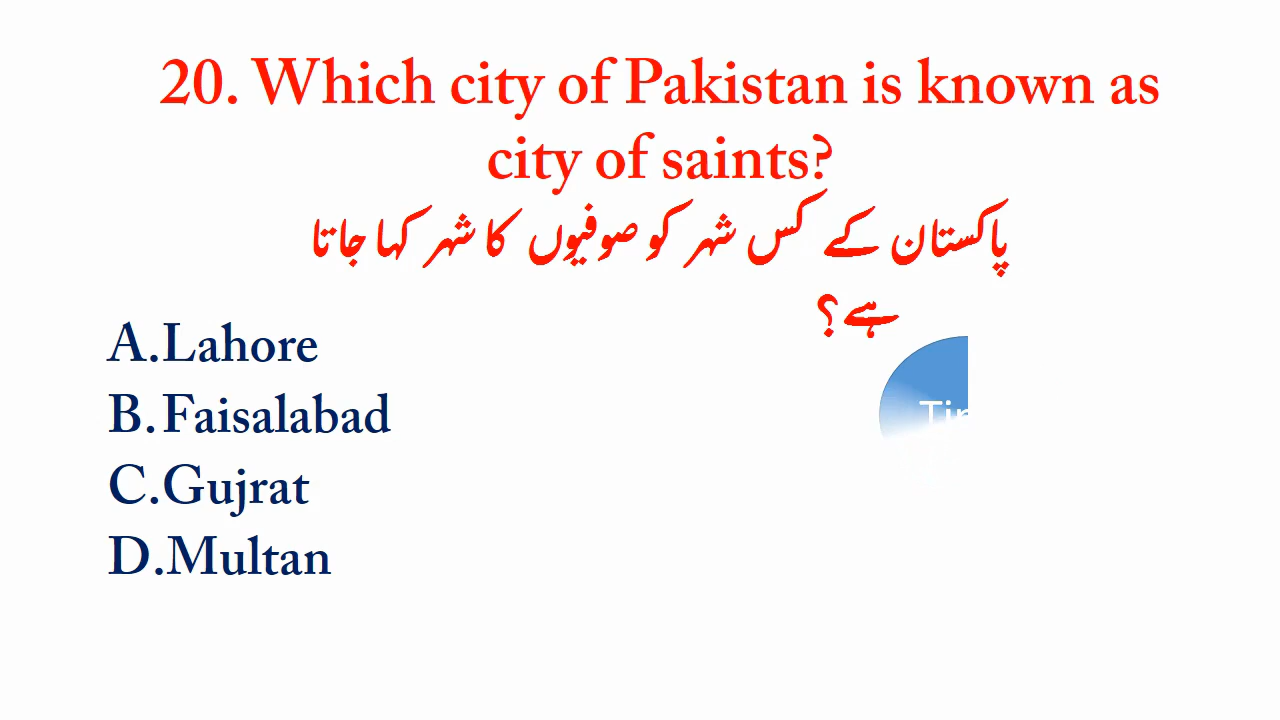 20. Which city of Pakistan is known as
city of saints?
پاکستان کے کس شہر کو صوفیوں کا شہر کہا جاتا
ہے؟
A.Lahore
B.Faisalabad
C.Gujrat
D.Multan